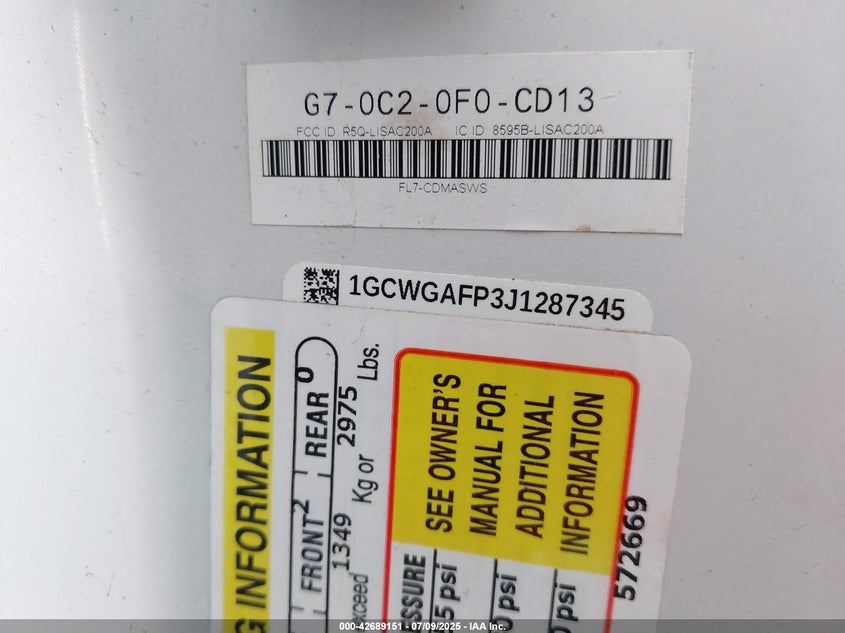 G7-0C2-0F0-CD13
FCC ID: R5Q-LISAC200A IC ID: 8595B-LISAC200A
FL7-CDMASWS
1GCWGAFP3J1287345
G INFORMATION
FRONT 2 REAR 0
xceed 1349 Kg or 2975 Lbs.
SSURE
5 psi
0 psi
0 psi
SEE OWNER'S
MANUAL FOR
ADDITIONAL
INFORMATION
572669
000-42689151 - 07/09/2025 - IAA Inc.